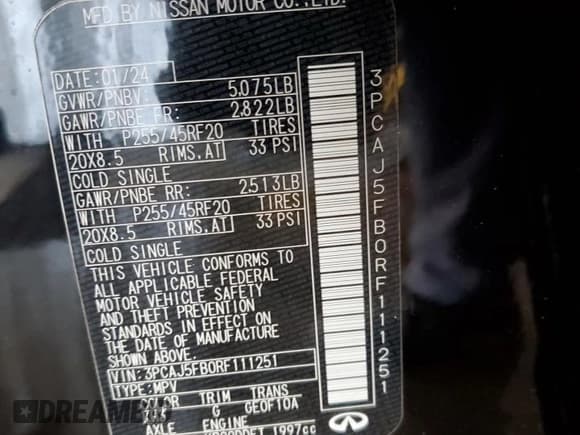 MFD BY NISSAN MOTOR CO.,LTD.
DATE: 01/24
GVWR/PNBV 5,075LB
GAWR/PNBE FR: 2,822LB
WITH P255/45RF20 TIRES
20X8.5 RIMS.AT 33 PSI
COLD SINGLE
GAWR/PNBE RR: 2513LB
WITH P255/45RF20 TIRES
20X8.5 RIMS.AT 33 PSI
COLD SINGLE
THIS VEHICLE CONFORMS TO
ALL APPLICABLE FEDERAL
MOTOR VEHICLE SAFETY
AND THEFT PREVENTION
STANDARDS IN EFFECT ON
THE DATE OF MANUFACTURE
SHOWN ABOVE.
VIN: 3PCAJ5FB0RF111251
TYPE: MPV
COLOR TRIM TRANS
G GE0F10A
AXLE ENGINE
1997cc
INFINITI
3PCAJ5FB0RF111251